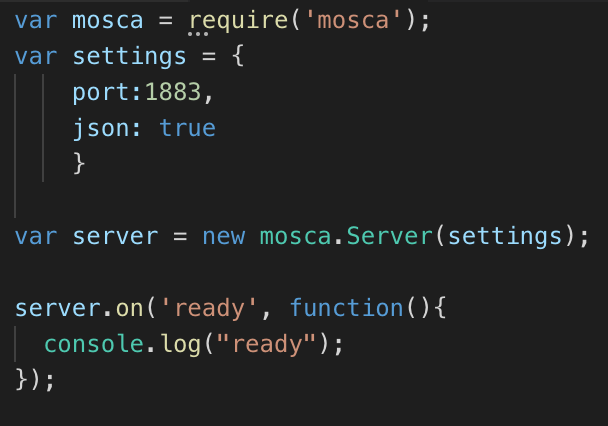 var mosca = require('mosca');
var settings = {
    port:1883,
    json: true
    }
var server = new mosca.Server(settings);
server.on('ready', function(){
  console.log("ready");
});